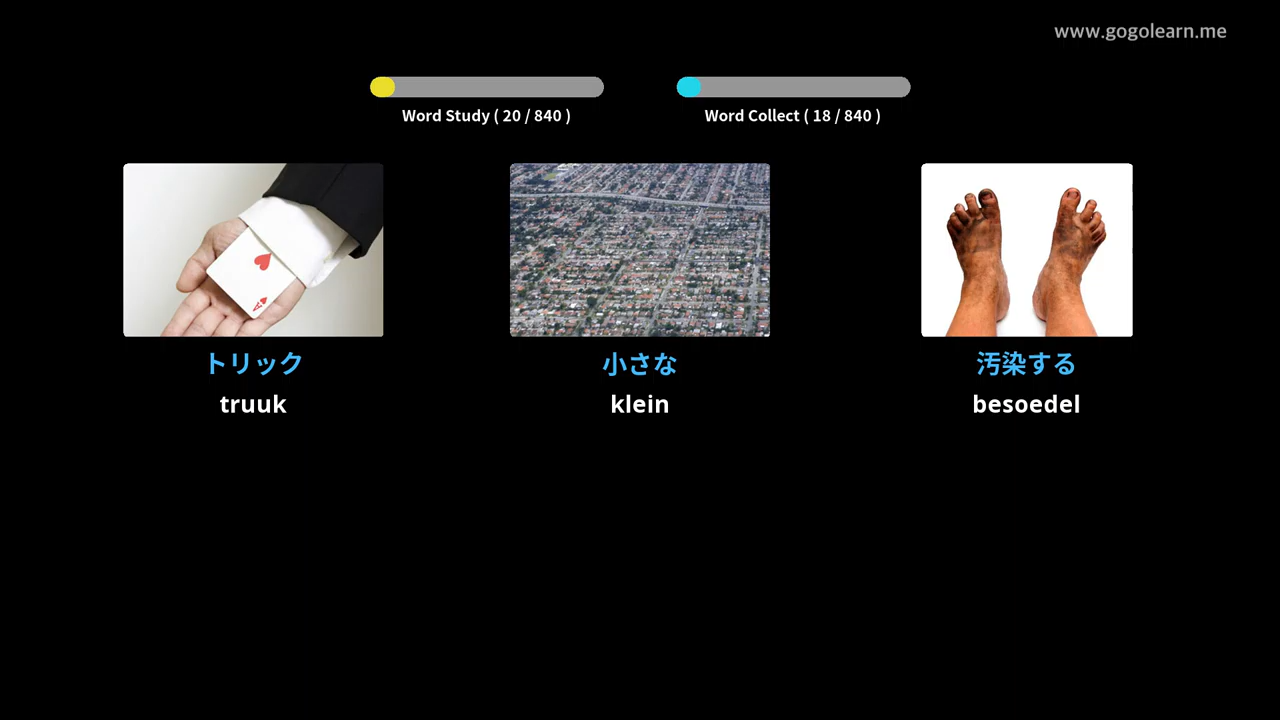 www.gogolearn.me
Word Study ( 20 / 840 )
Word Collect ( 18 / 840 )
トリック
truuk
小さな
klein
汚染する
besoedel